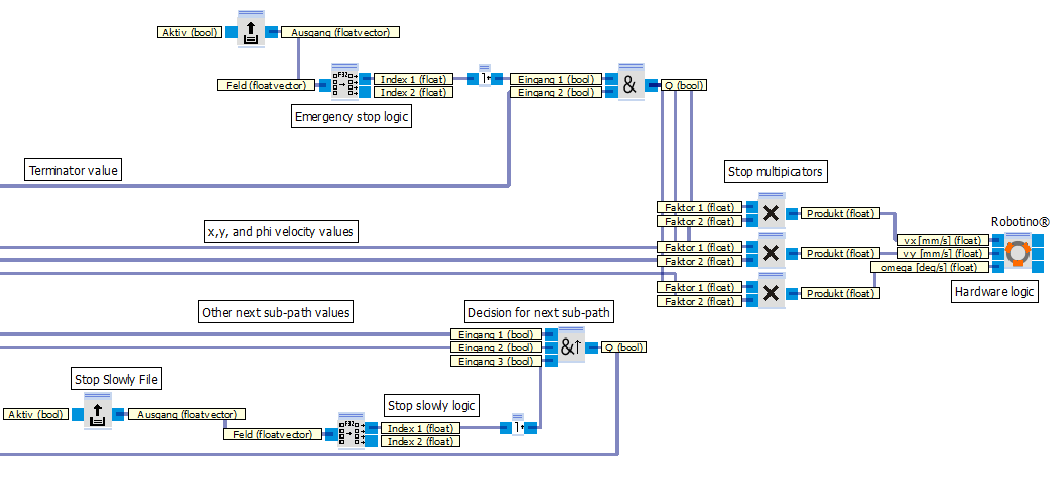 Aktiv (bool)
Ausgang (floatvector)
Feld (floatvector)
F32
Index 1 (float)
Index 2 (float)
Eingang 1 (bool)
Eingang 2 (bool)
&
Q (bool)
Emergency stop logic
Terminator value
Stop multipicators
x,y, and phi velocity values
Faktor 1 (float)
Faktor 2 (float)
Produkt (float)
Faktor 1 (float)
Faktor 2 (float)
Produkt (float)
Faktor 1 (float)
Faktor 2 (float)
Produkt (float)
Robotino®
vx [mm/s] (float)
vy [mm/s] (float)
omega [deg/s] (float)
Hardware logic
Other next sub-path values
Decision for next sub-path
Eingang 1 (bool)
Eingang 2 (bool)
Eingang 3 (bool)
&↑
Q (bool)
Stop Slowly File
Aktiv (bool)
Ausgang (floatvector)
Stop slowly logic
Feld (floatvector)
F32
Index 1 (float)
Index 2 (float)